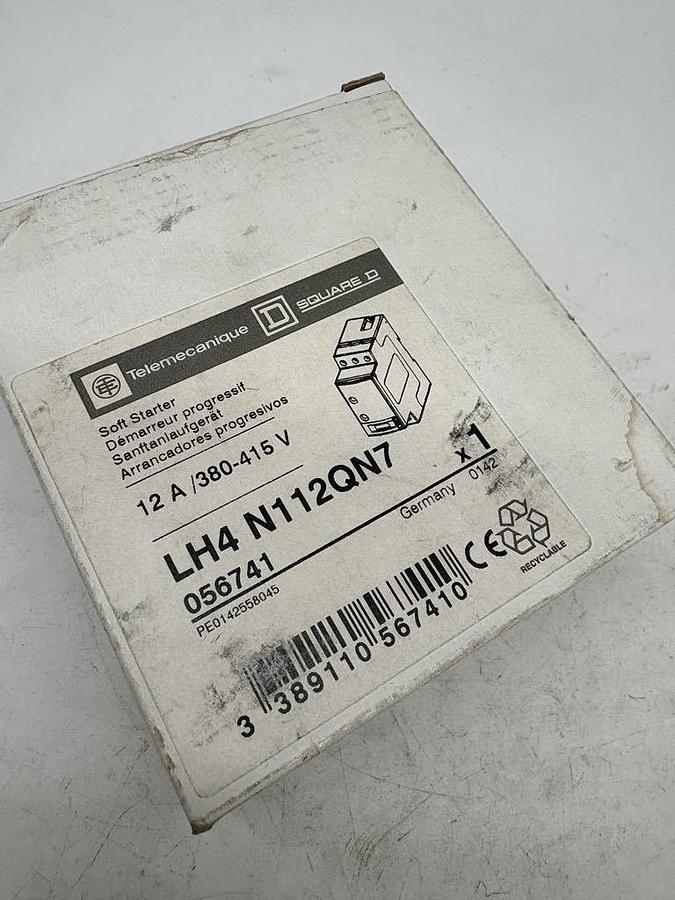 Telemecanique SQUARE D
Soft Starter
Démarreur progressif
Sanftanlaufgerät
Arrancadores progresivos
12 A /380-415 V
LH4 N112QN7 x 1
056741 Germany 0142
PE0142558045
CE
RECYCLABLE
3 389110 567410